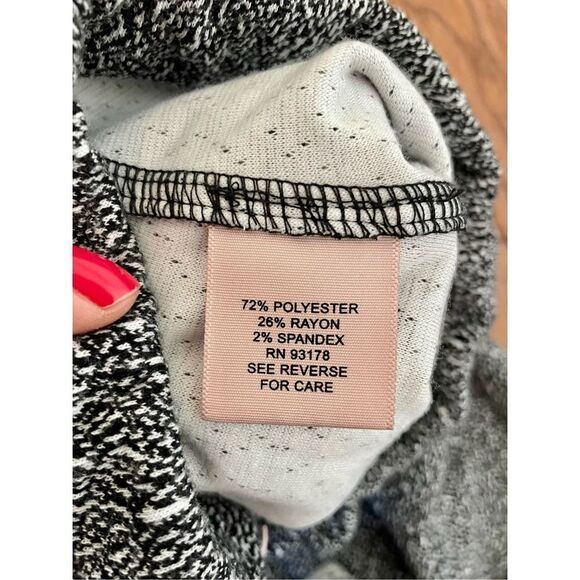 72% POLYESTER
26% RAYON
2% SPANDEX
RN 93178
SEE REVERSE
FOR CARE